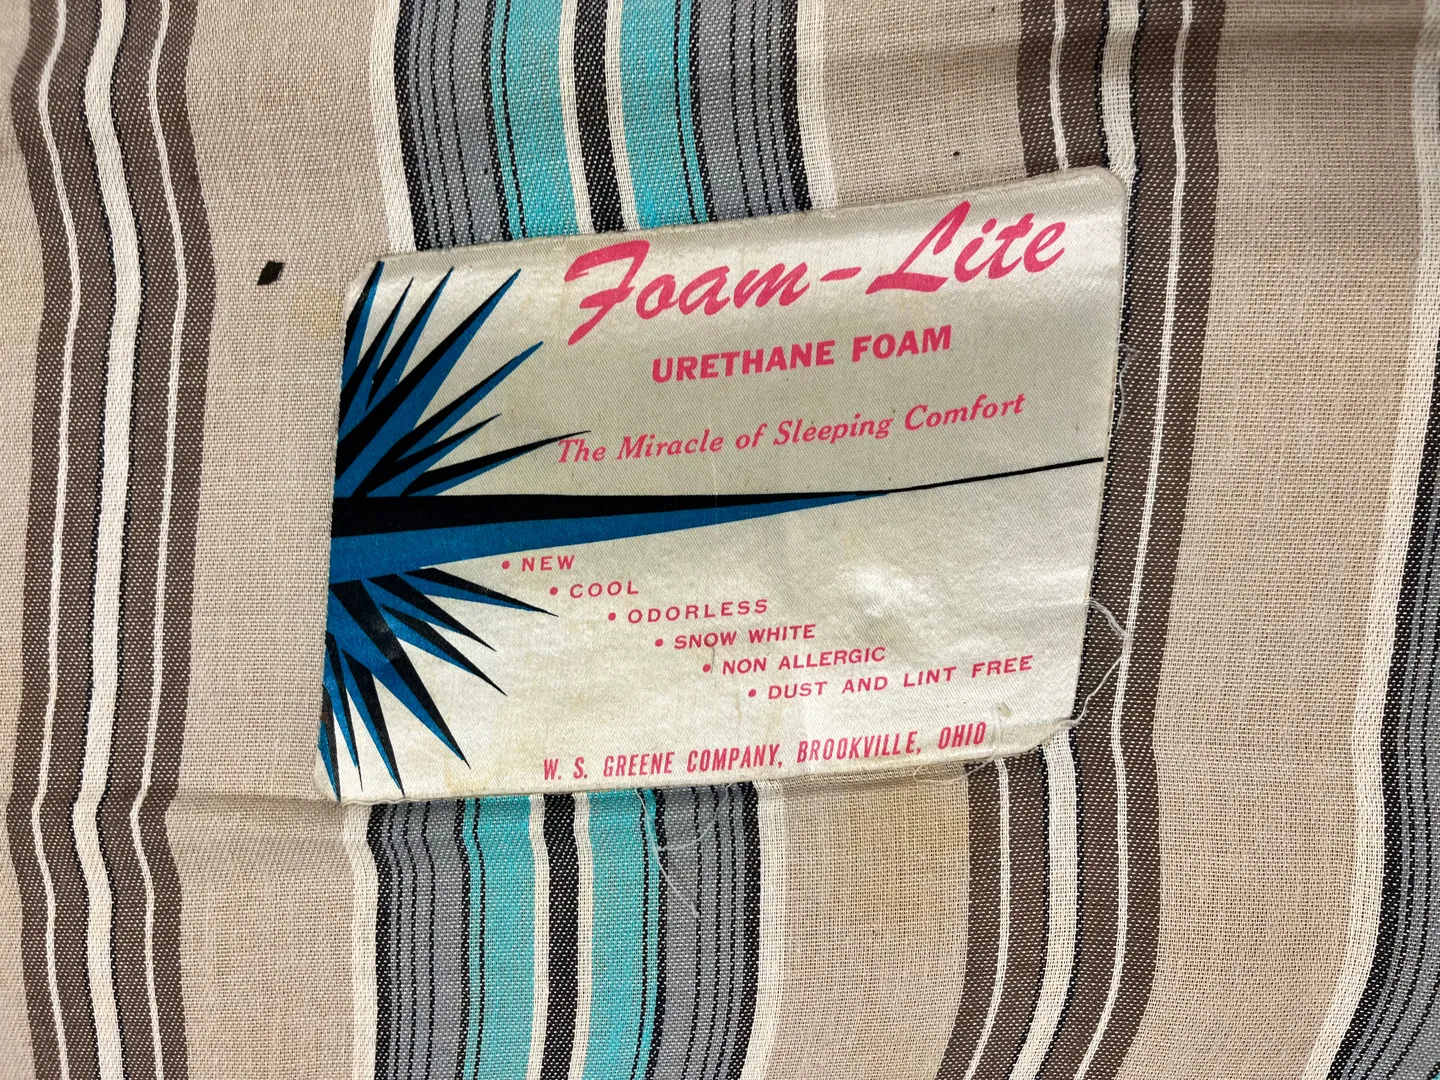 Foam-Lite
URETHANE FOAM
The Miracle of Sleeping Comfort
• NEW
• COOL
• ODORLESS
• SNOW WHITE
• NON ALLERGIC
• DUST AND LINT FREE
W. S. GREENE COMPANY, BROOKVILLE, OHIO